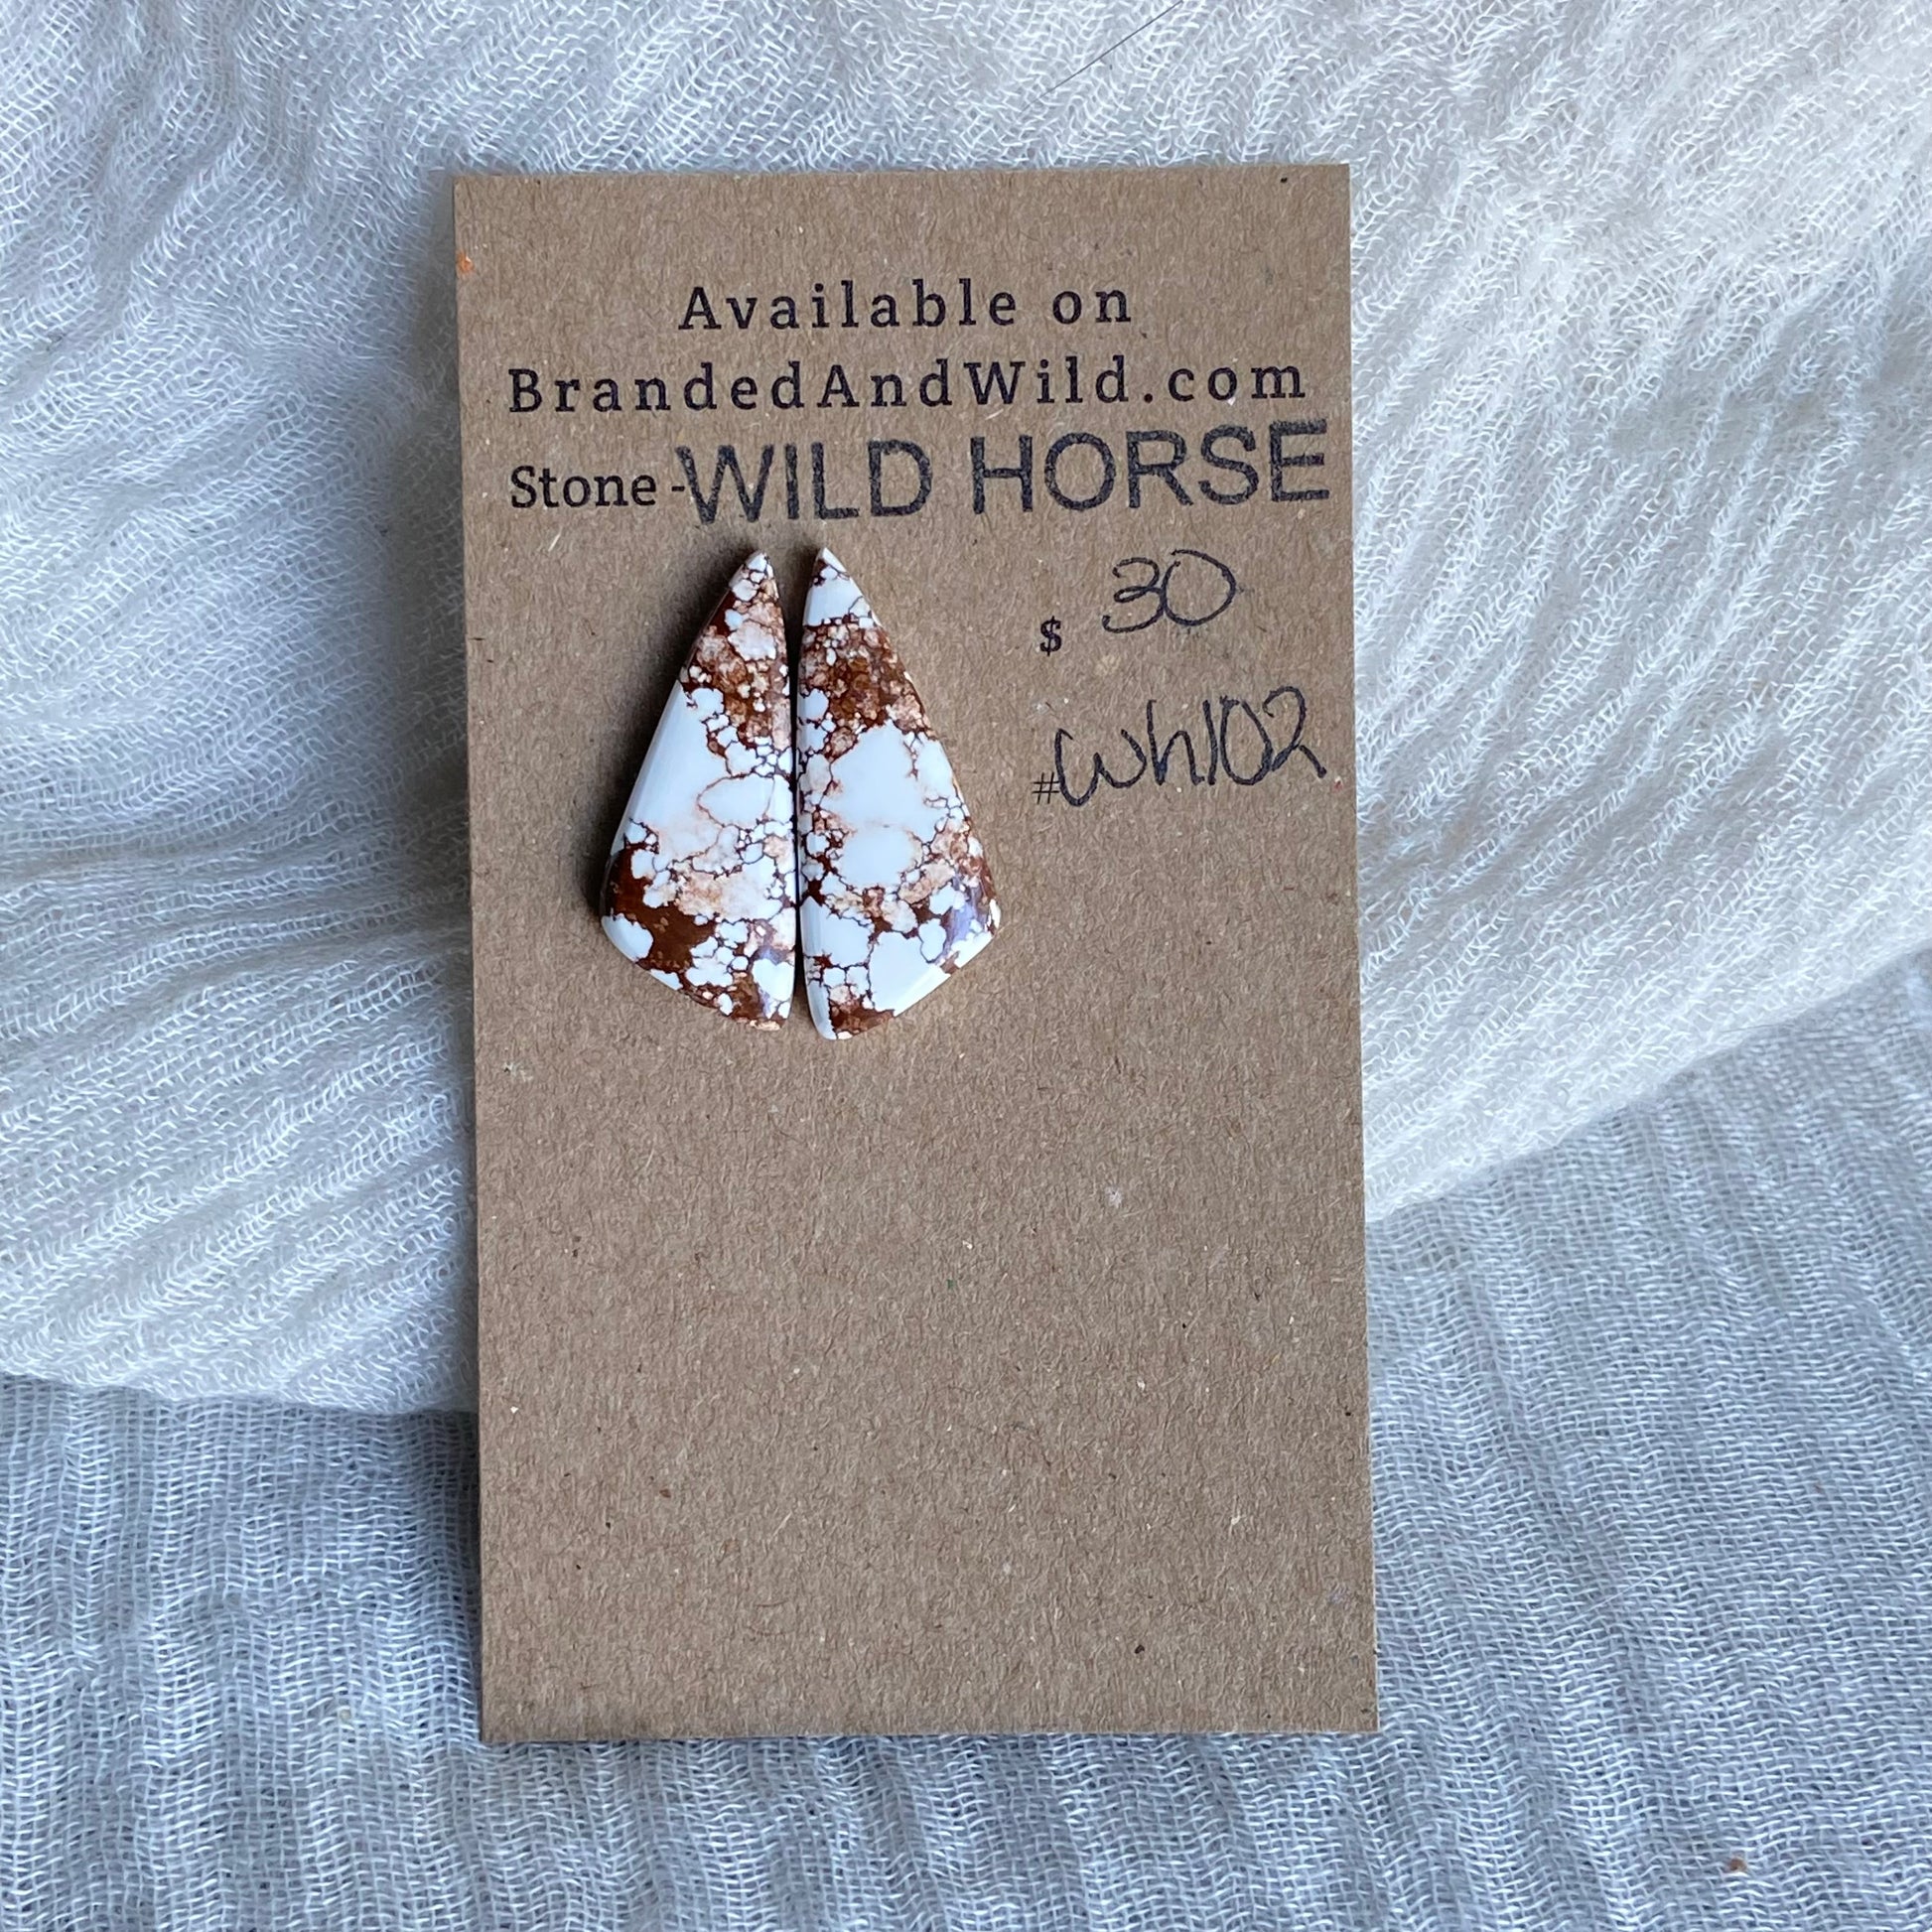 Available on
BrandedAndWild.com
Stone - WILD HORSE
$ 30
#Wh102